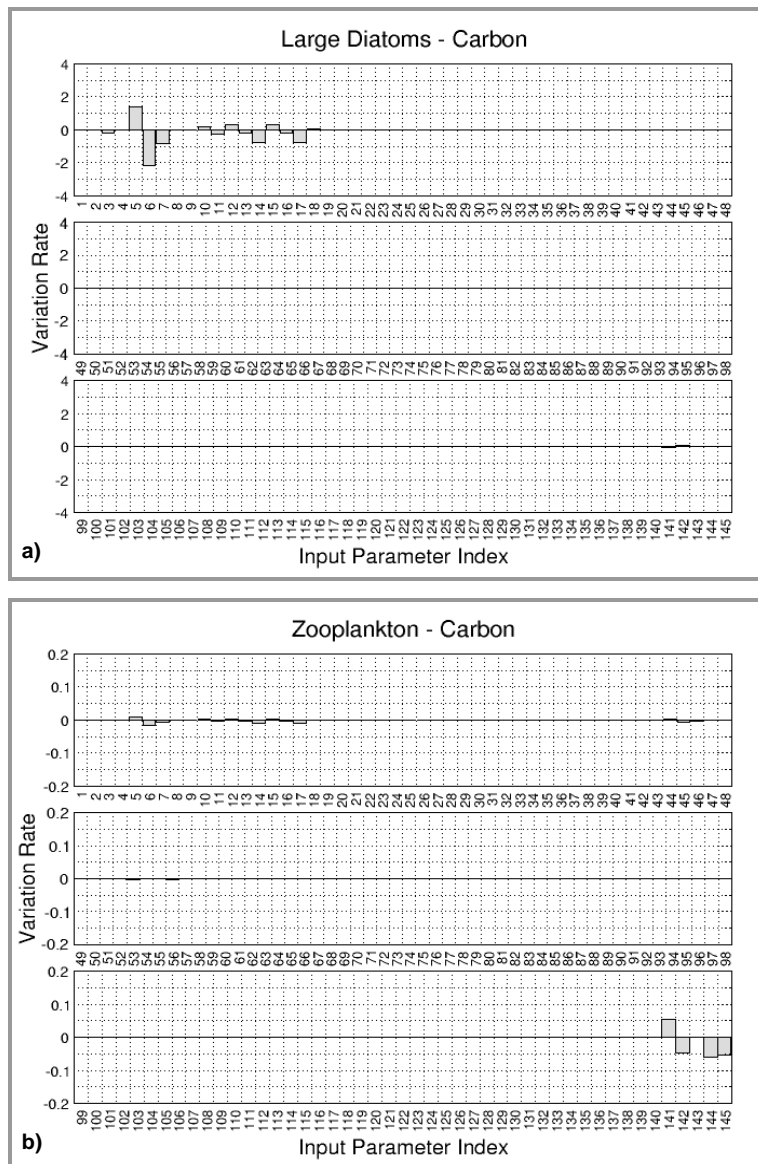 Large Diatoms - Carbon
4
2
0
-2
-4
1 2 3 4 5 6 7 8 9 10 11 12 13 14 15 16 17 18 19 20 21 22 23 24 25 26 27 28 29 30 31 32 33 34 35 36 37 38 39 40 41 42 43 44 45 46 47 48
Variation Rate
4
2
0
-2
-4
49 50 51 52 53 54 55 56 57 58 59 60 61 62 63 64 65 66 67 68 69 70 71 72 73 74 75 76 77 78 79 80 81 82 83 84 85 86 87 88 89 90 91 92 93 94 95 96 97 98
4
2
0
-2
-4
99 100 101 102 103 104 105 106 107 108 109 110 111 112 113 114 115 116 117 118 119 120 121 122 123 124 125 126 127 128 129 130 131 132 133 134 135 136 137 138 139 140 141 142 143 144 145
a)
Input Parameter Index
Zooplankton - Carbon
0.2
0.1
0
-0.1
-0.2
1 2 3 4 5 6 7 8 9 10 11 12 13 14 15 16 17 18 19 20 21 22 23 24 25 26 27 28 29 30 31 32 33 34 35 36 37 38 39 40 41 42 43 44 45 46 47 48
Variation Rate
0.2
0.1
0
-0.1
-0.2
49 50 51 52 53 54 55 56 57 58 59 60 61 62 63 64 65 66 67 68 69 70 71 72 73 74 75 76 77 78 79 80 81 82 83 84 85 86 87 88 89 90 91 92 93 94 95 96 97 98
0.2
0.1
0
-0.1
-0.2
99 100 101 102 103 104 105 106 107 108 109 110 111 112 113 114 115 116 117 118 119 120 121 122 123 124 125 126 127 128 129 130 131 132 133 134 135 136 137 138 139 140 141 142 143 144 145
b)
Input Parameter Index